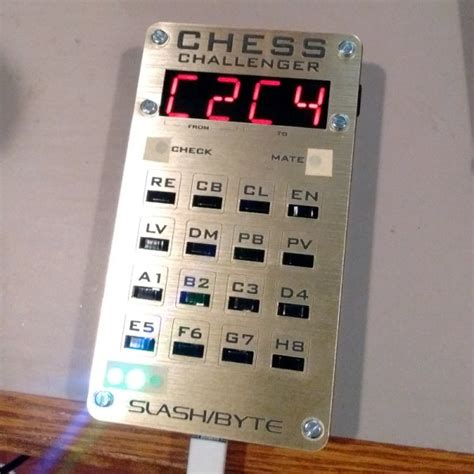 CHESS
CHALLENGER
C2C4
FROM TO
CHECK MATE
RE CB CL EN
LV DM PB PV
A1 B2 C3 D4
E5 F6 G7 H8
SLASH/BYTE